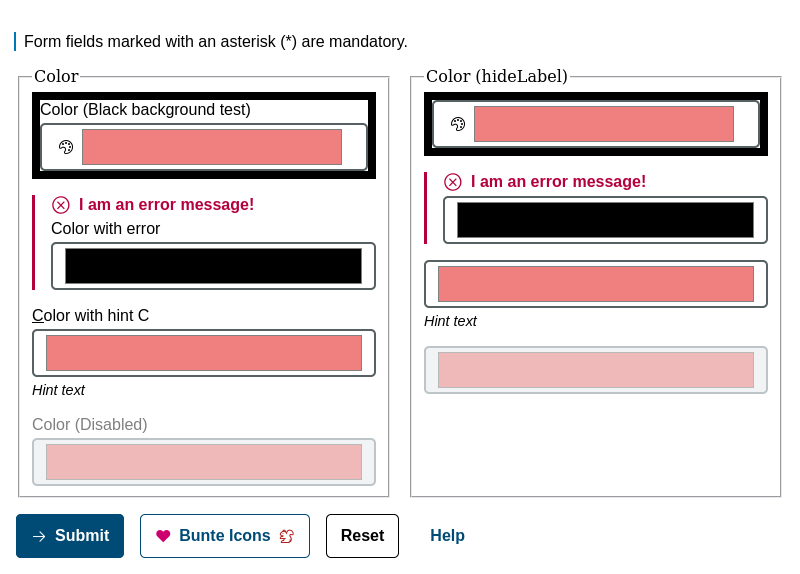 Form fields marked with an asterisk (*) are mandatory.
Color
Color (Black background test)
I am an error message!
Color with error
Color with hint C
Hint text
Color (Disabled)
Color (hideLabel)
I am an error message!
Hint text
Submit
Bunte Icons
Reset
Help